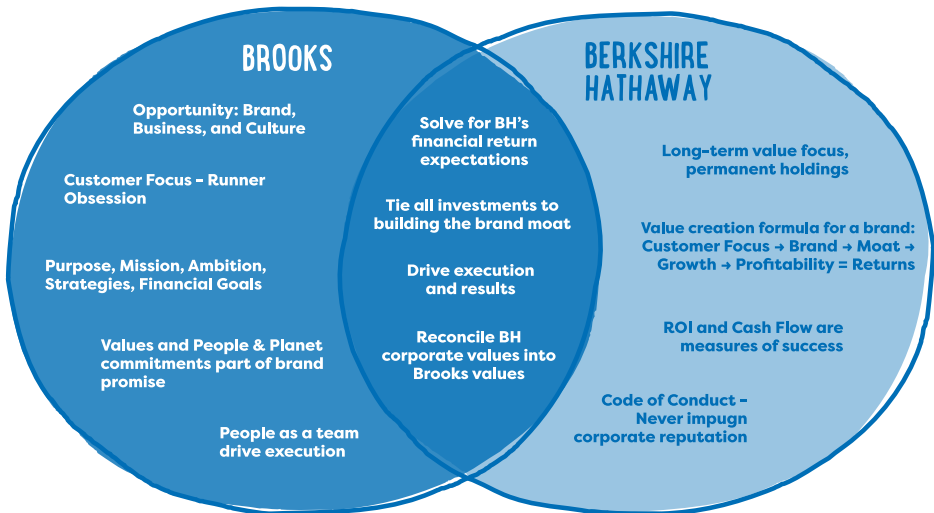 BROOKS
Opportunity: Brand,
Business, and Culture
Customer Focus – Runner
Obsession
Purpose, Mission, Ambition,
Strategies, Financial Goals
Values and People & Planet
commitments part of brand
promise
People as a team
drive execution
Solve for BH’s
financial return
expectations
Tie all investments to
building the brand moat
Drive execution
and results
Reconcile BH
corporate values into
Brooks values
BERKSHIRE
HATHAWAY
Long-term value focus,
permanent holdings
Value creation formula for a brand:
Customer Focus → Brand → Moat →
Growth → Profitability = Returns
ROI and Cash Flow are
measures of success
Code of Conduct –
Never impugn
corporate reputation